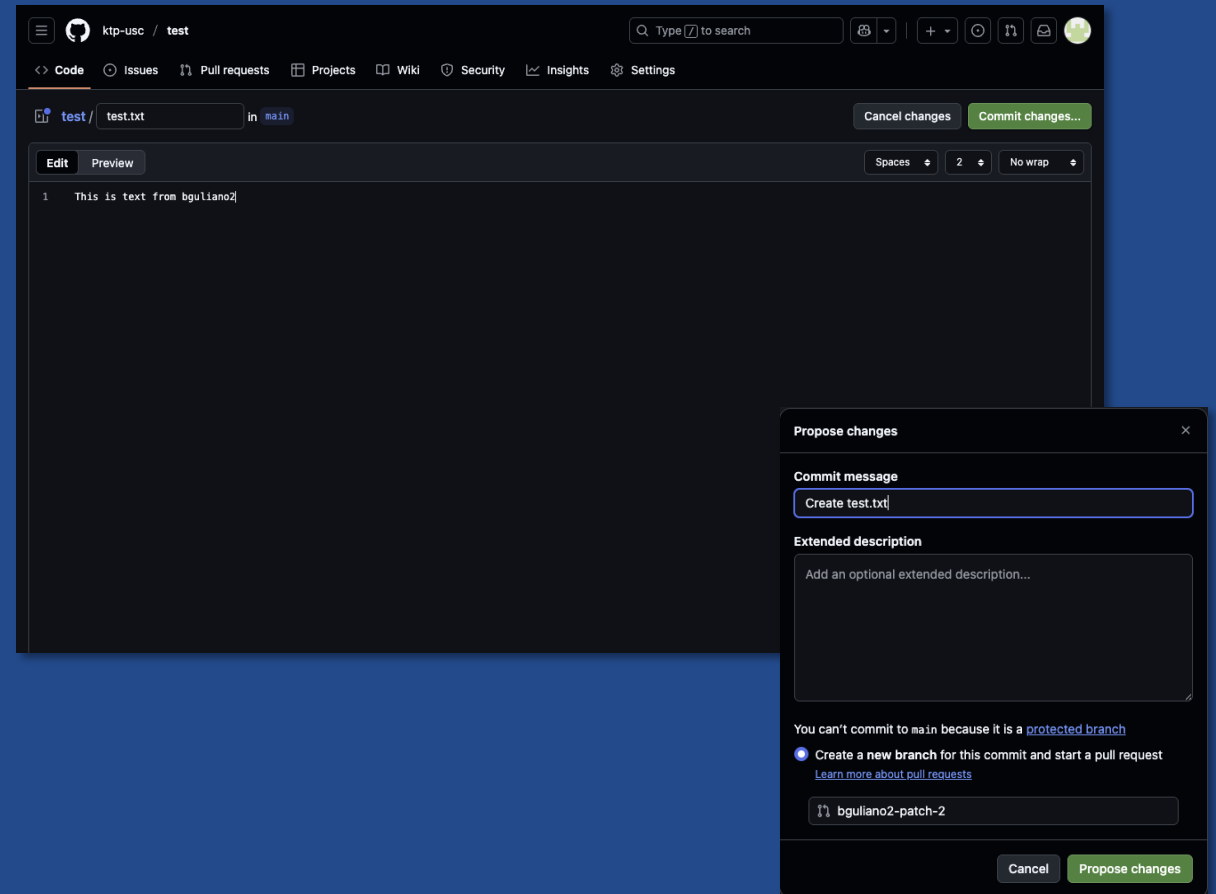 ktp-usc / test
Type / to search
Code Issues Pull requests Projects Wiki Security Insights Settings
test / test.txt in main
Cancel changes Commit changes...
Edit Preview
Spaces 2 No wrap
1 This is text from bguliano2
Propose changes
Commit message
Create test.txt
Extended description
Add an optional extended description...
You can’t commit to main because it is a protected branch
Create a new branch for this commit and start a pull request
Learn more about pull requests
bguliano2-patch-2
Cancel Propose changes